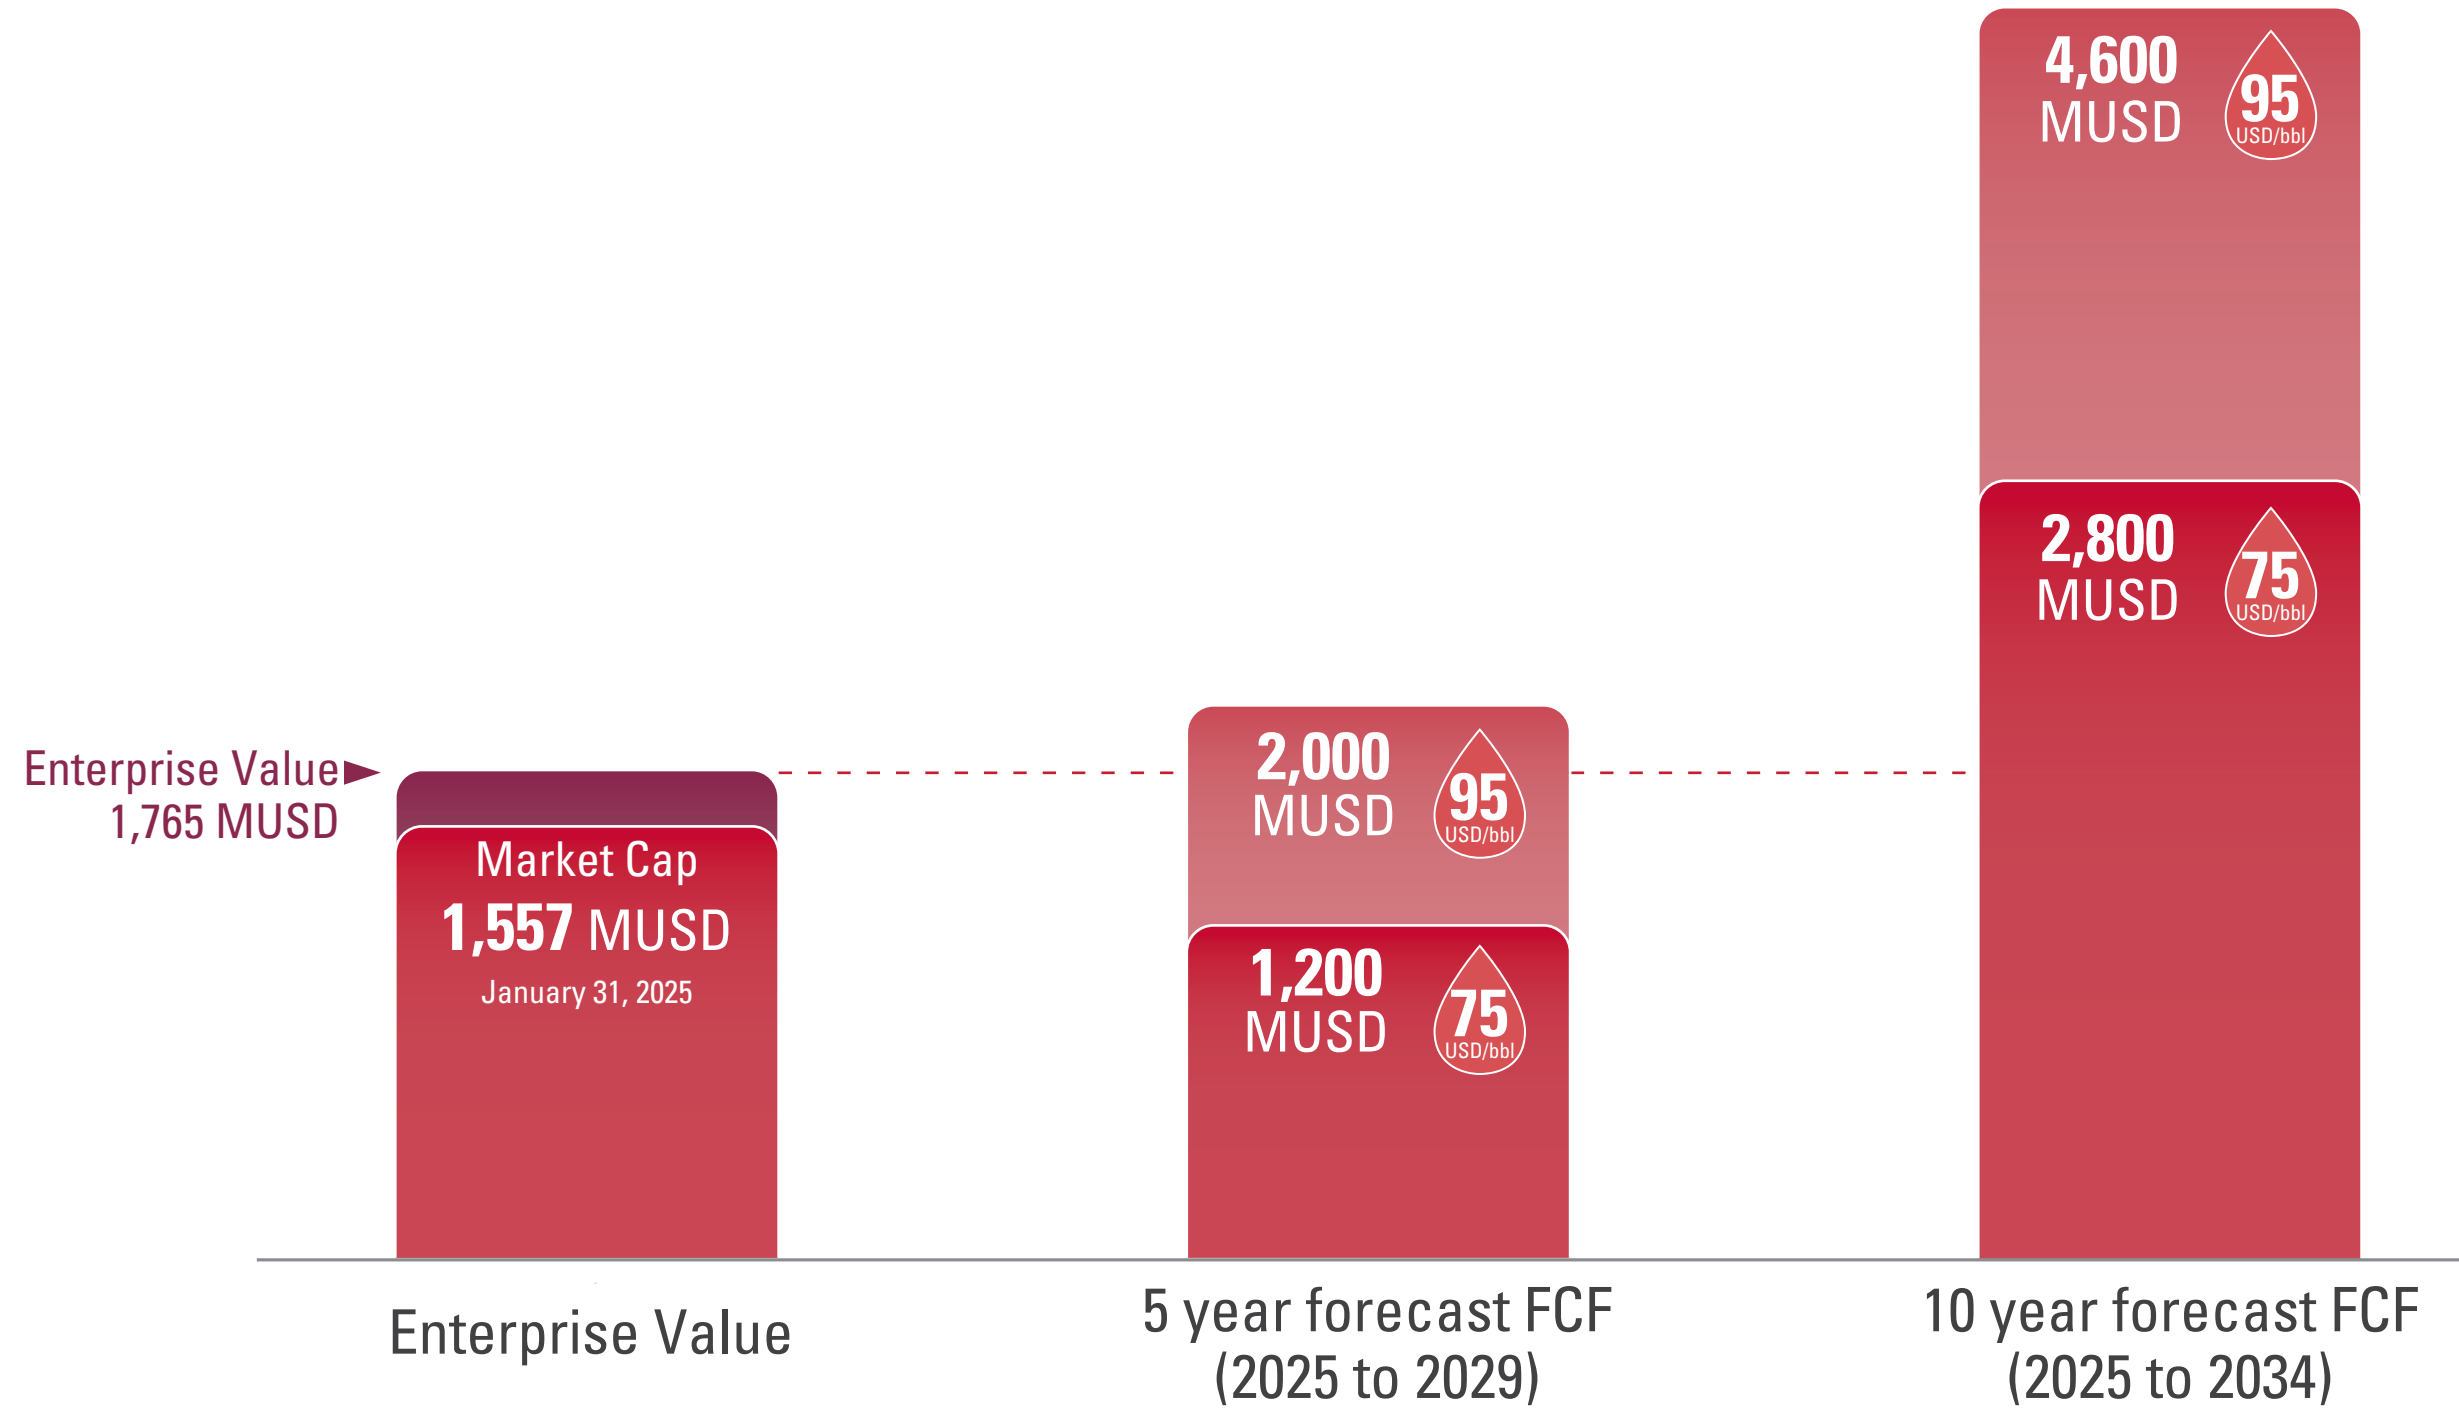 4,600
MUSD
95
USD/bbl
2,800
MUSD
75
USD/bbl
2,000
MUSD
95
USD/bbl
1,200
MUSD
75
USD/bbl
Enterprise Value
1,765 MUSD
Market Cap
1,557 MUSD
January 31, 2025
Enterprise Value
5 year forecast FCF
(2025 to 2029)
10 year forecast FCF
(2025 to 2034)